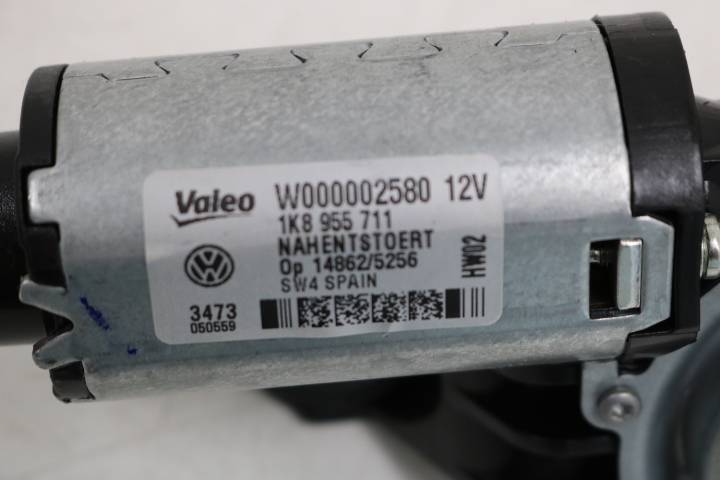 Valeo W000002580 12V
1K8 955 711
NAHENTSTOERT
Op 14862/5256
SW4 SPAIN
HW02
3473
050559